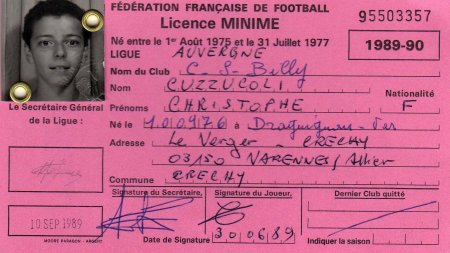 FÉDÉRATION FRANÇAISE DE FOOTBALL
Licence MINIME
95503357
Né entre le 1er Août 1975 et le 31 Juillet 1977
1989-90
LIGUE AUVERGNE
Nom du Club C. S. Billy
Nom CUZZUCOLI
Nationalité
Prénoms CHRISTOPHE F
Le Secrétaire Général
de la Ligue :
Né le à Draguignan - Var
Adresse Le Verger - CRECHY
03150 VARENNES/Allier
Commune CRECHY
Signature du Secrétaire, Signature du Joueur, Dernier Club quitté
10 SEP 1989
Date de Signature 30 06 89
Indiquer la saison
MOORE PARAGON - ARGENT